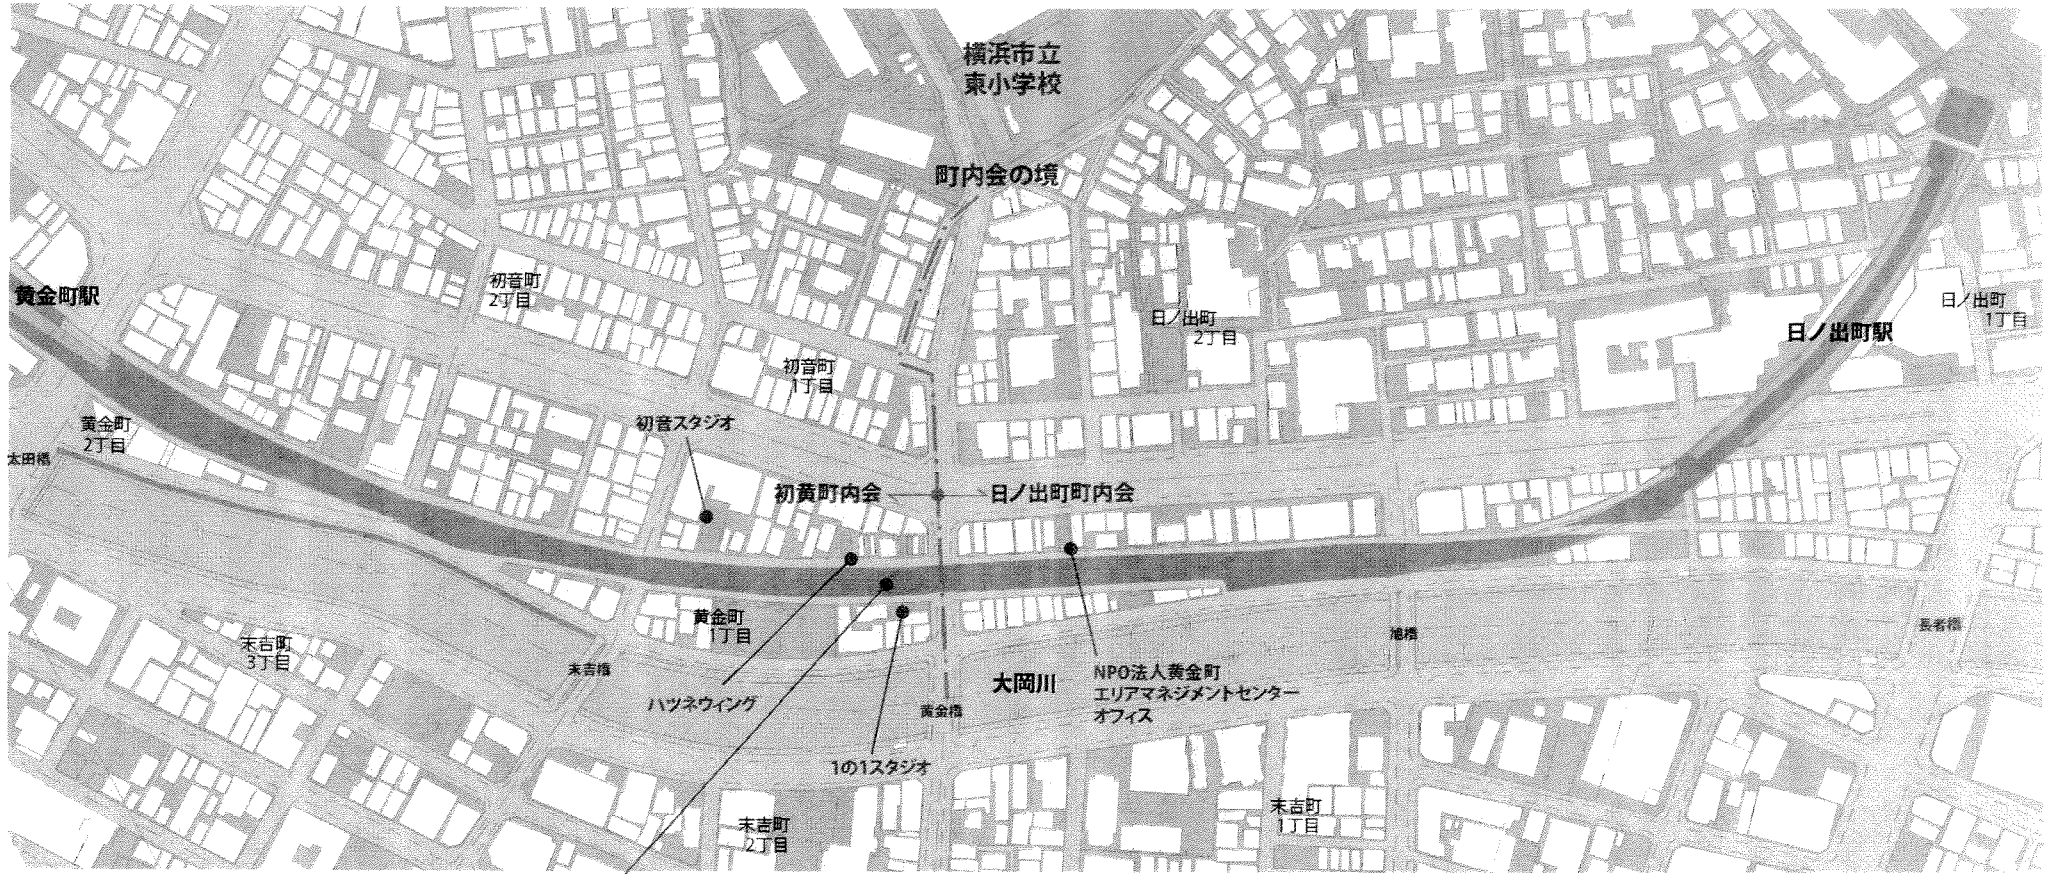 横浜市立
東小学校
町内会の境
黄金町駅
初音町
2丁目
日ノ出町
2丁目
日ノ出町
1丁目
日ノ出町駅
初音町
1丁目
黄金町
2丁目
太田橋
初音スタジオ
初黄町内会
日ノ出町町内会
黄金町
1丁目
末吉町
3丁目
末吉橋
旭橋
長者橋
ハツネウィング
大岡川
黄金橋
NPO法人黄金町
エリアマネジメントセンター
オフィス
1の1スタジオ
末吉町
2丁目
末吉町
1丁目